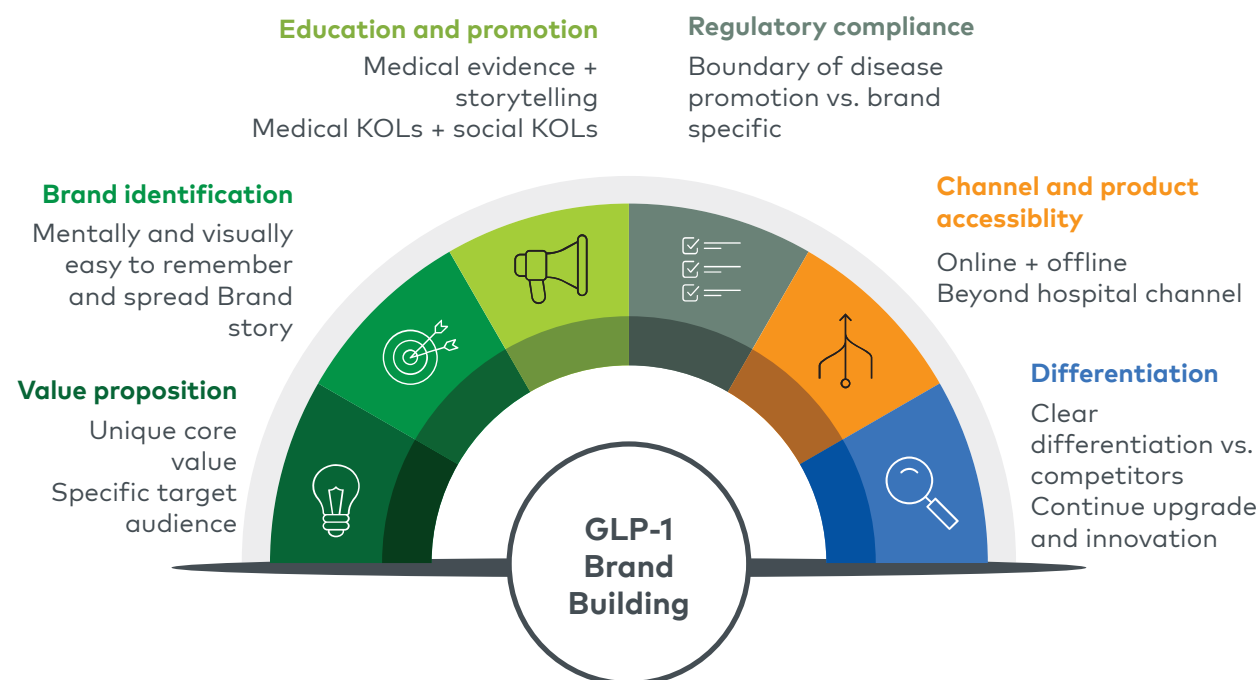 Education and promotion
Medical evidence +
storytelling
Medical KOLs + social KOLs
Regulatory compliance
Boundary of disease
promotion vs. brand
specific
Brand identification
Mentally and visually
easy to remember
and spread Brand
story
Channel and product
accessiblity
Online + offline
Beyond hospital channel
Value proposition
Unique core
value
Specific target
audience
Differentiation
Clear
differentiation vs.
competitors
Continue upgrade
and innovation
GLP-1
Brand
Building